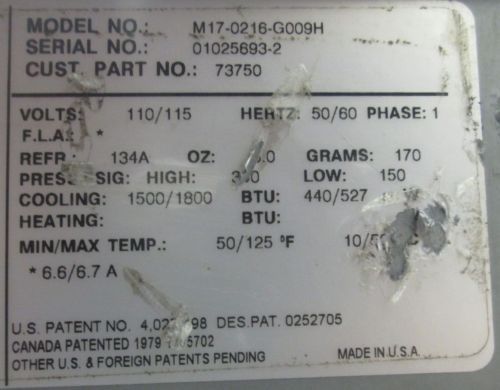 MODEL NO.: M17-0216-G009H
SERIAL NO.: 01025693-2
CUST. PART NO.: 73750
VOLTS: 110/115 HERTZ: 50/60 PHASE: 1
F.L.A: *
REFR.: 134A OZ: GRAMS: 170
SIG: HIGH: LOW: 150
COOLING: 1500/1800 BTU: 440/527
HEATING: BTU:
MIN/MAX TEMP.: 50/125 °F
* 6.6/6.7 A
U.S. PATENT NO. DES.PAT. 0252705
CANADA PATENTED 1979
OTHER U.S. & FOREIGN PATENTS PENDING MADE IN U.S.A.